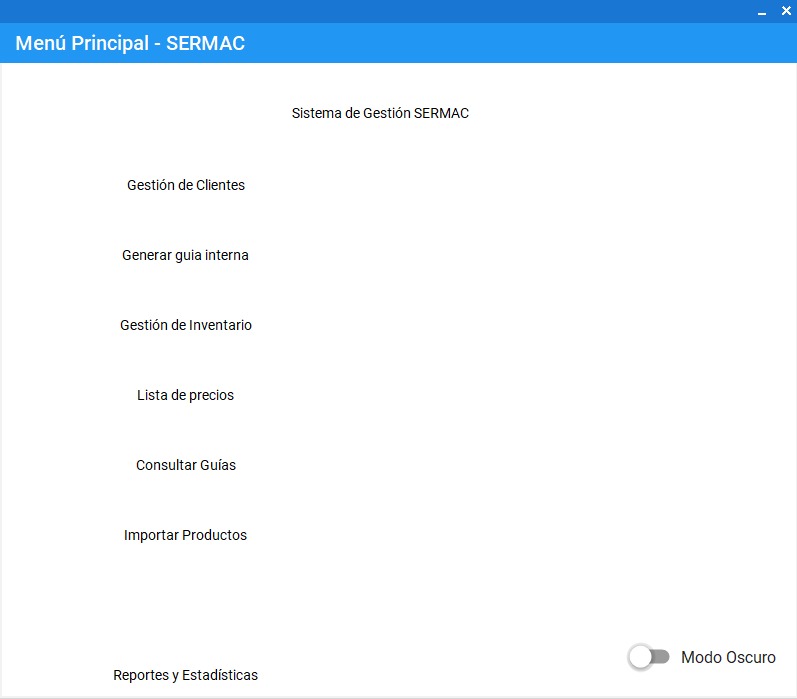 Menú Principal - SERMAC
Sistema de Gestión SERMAC
Gestión de Clientes
Generar guia interna
Gestión de Inventario
Lista de precios
Consultar Guías
Importar Productos
Modo Oscuro
Reportes y Estadísticas